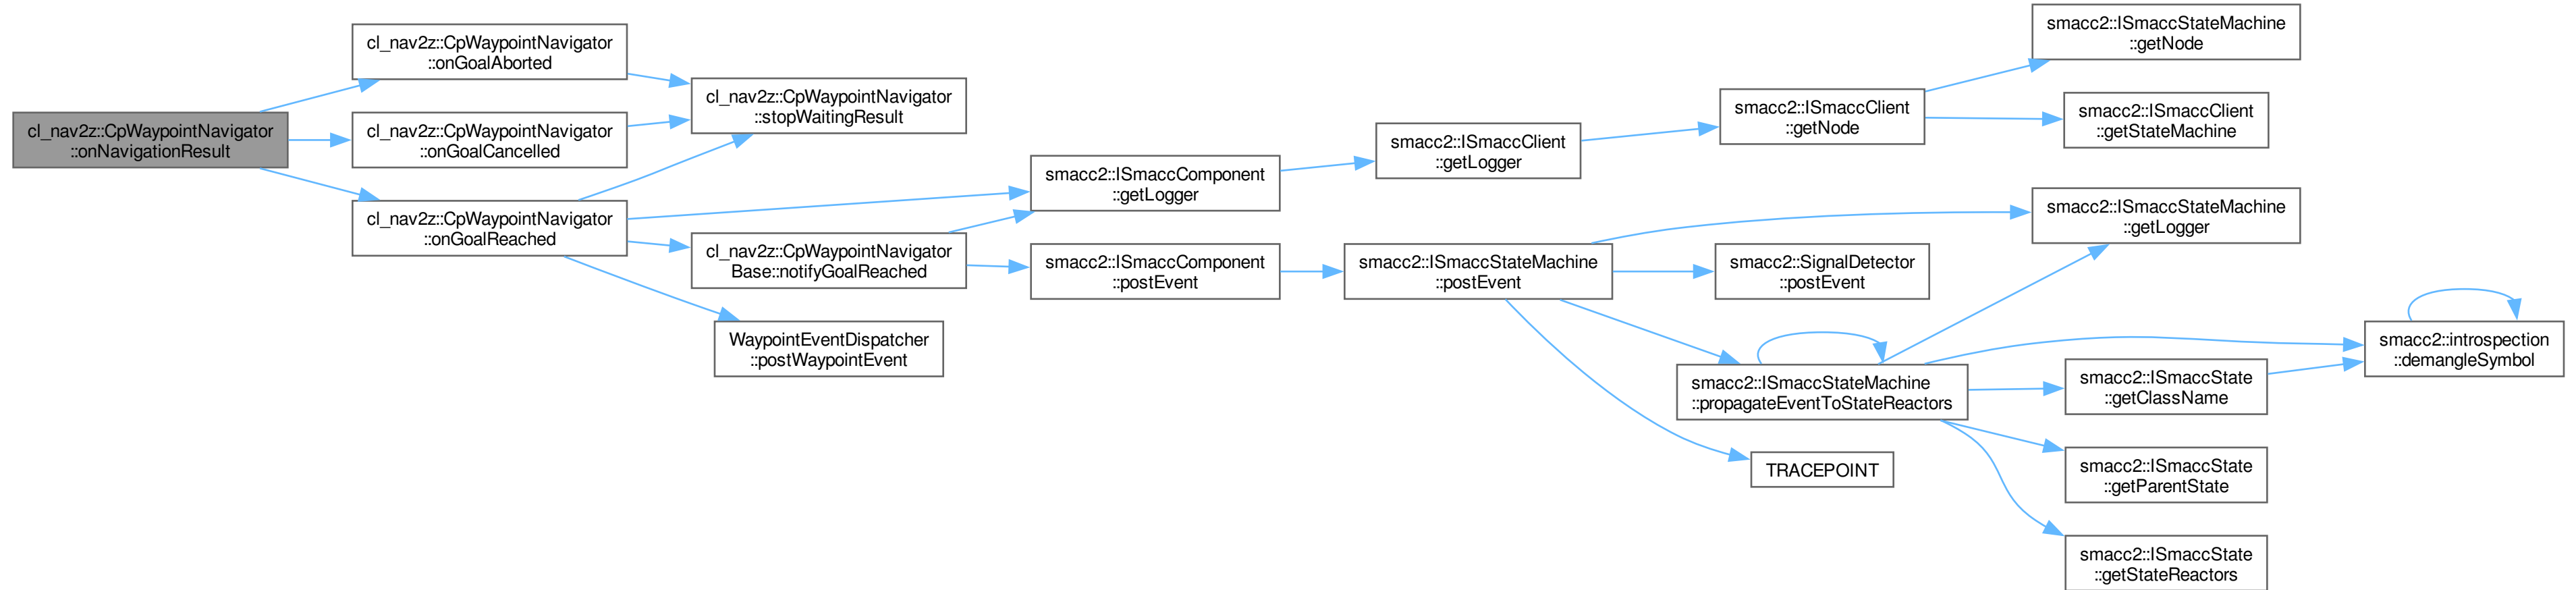 cl_nav2z::CpWaypointNavigator
::onNavigationResult
cl_nav2z::CpWaypointNavigator
::onGoalAborted
cl_nav2z::CpWaypointNavigator
::onGoalCancelled
cl_nav2z::CpWaypointNavigator
::onGoalReached
cl_nav2z::CpWaypointNavigator
::stopWaitingResult
cl_nav2z::CpWaypointNavigator
Base::notifyGoalReached
WaypointEventDispatcher
::postWaypointEvent
smacc2::ISmaccComponent
::getLogger
smacc2::ISmaccComponent
::postEvent
smacc2::ISmaccClient
::getLogger
smacc2::ISmaccStateMachine
::postEvent
smacc2::ISmaccClient
::getNode
smacc2::SignalDetector
::postEvent
smacc2::ISmaccStateMachine
::propagateEventToStateReactors
TRACEPOINT
smacc2::ISmaccStateMachine
::getNode
smacc2::ISmaccClient
::getStateMachine
smacc2::ISmaccStateMachine
::getLogger
smacc2::ISmaccState
::getClassName
smacc2::ISmaccState
::getParentState
smacc2::ISmaccState
::getStateReactors
smacc2::introspection
::demangleSymbol